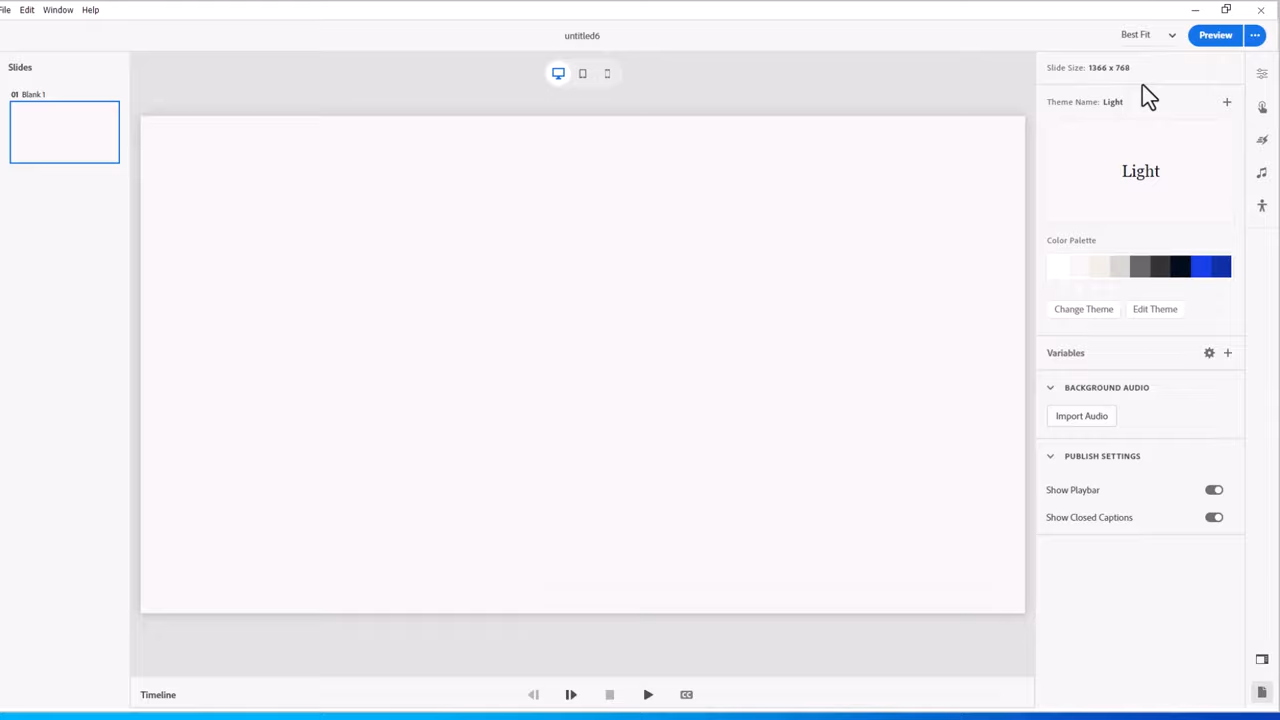 File Edit Window Help
untitled6
Best Fit
Preview
Slides
01 Blank 1
Slide Size: 1366 x 768
Theme Name: Light
Light
Color Palette
Change Theme Edit Theme
Variables
BACKGROUND AUDIO
Import Audio
PUBLISH SETTINGS
Show Playbar
Show Closed Captions
Timeline
CC